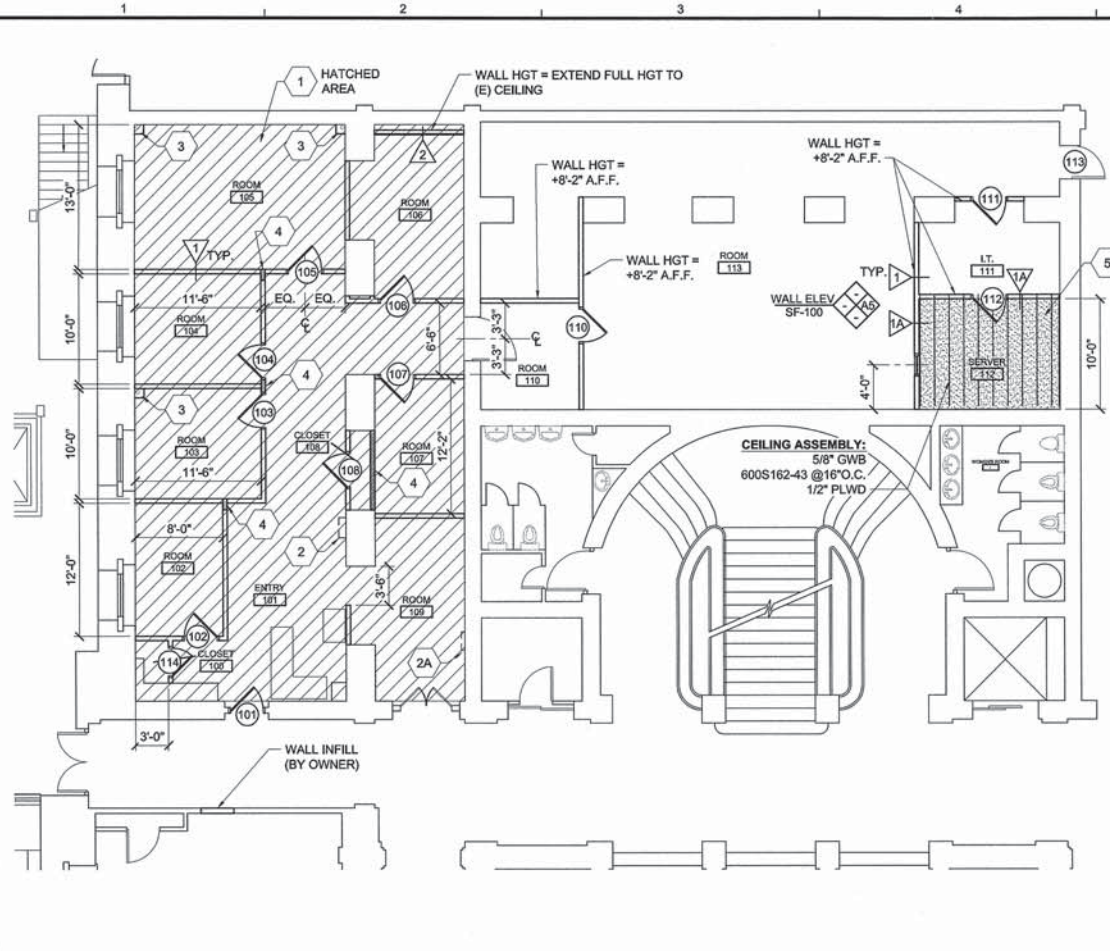 1
2
3
4
1
HATCHED
AREA
WALL HGT = EXTEND FULL HGT TO
(E) CEILING
3
3
2
WALL HGT =
+8'-2" A.F.F.
WALL HGT =
+8'-2" A.F.F.
113
13'-0"
ROOM
105
ROOM
106
111
4
1
TYP.
105
WALL HGT =
+8'-2" A.F.F.
ROOM
113
I.T.
111
TYP.
1
1A
5
11'-6"
EQ.
EQ.
℄
106
112
WALL ELEV
SF-100
A5
1A
10'-0"
ROOM
104
6'-6"
3'-3"
3'-3"
℄
110
104
4
107
ROOM
110
SERVER
112
4'-0"
10'-0"
3
103
10'-0"
ROOM
103
11'-6"
CLOSET
108
108
ROOM
107
12'-2"
4
CEILING ASSEMBLY:
5/8" GWB
600S162-43 @16"O.C.
1/2" PLWD
4
8'-0"
ROOM
102
2
12'-0"
ENTRY
101
3'-6"
ROOM
109
102
114
CLOSET
100
2A
101
3'-0"
WALL INFILL
(BY OWNER)